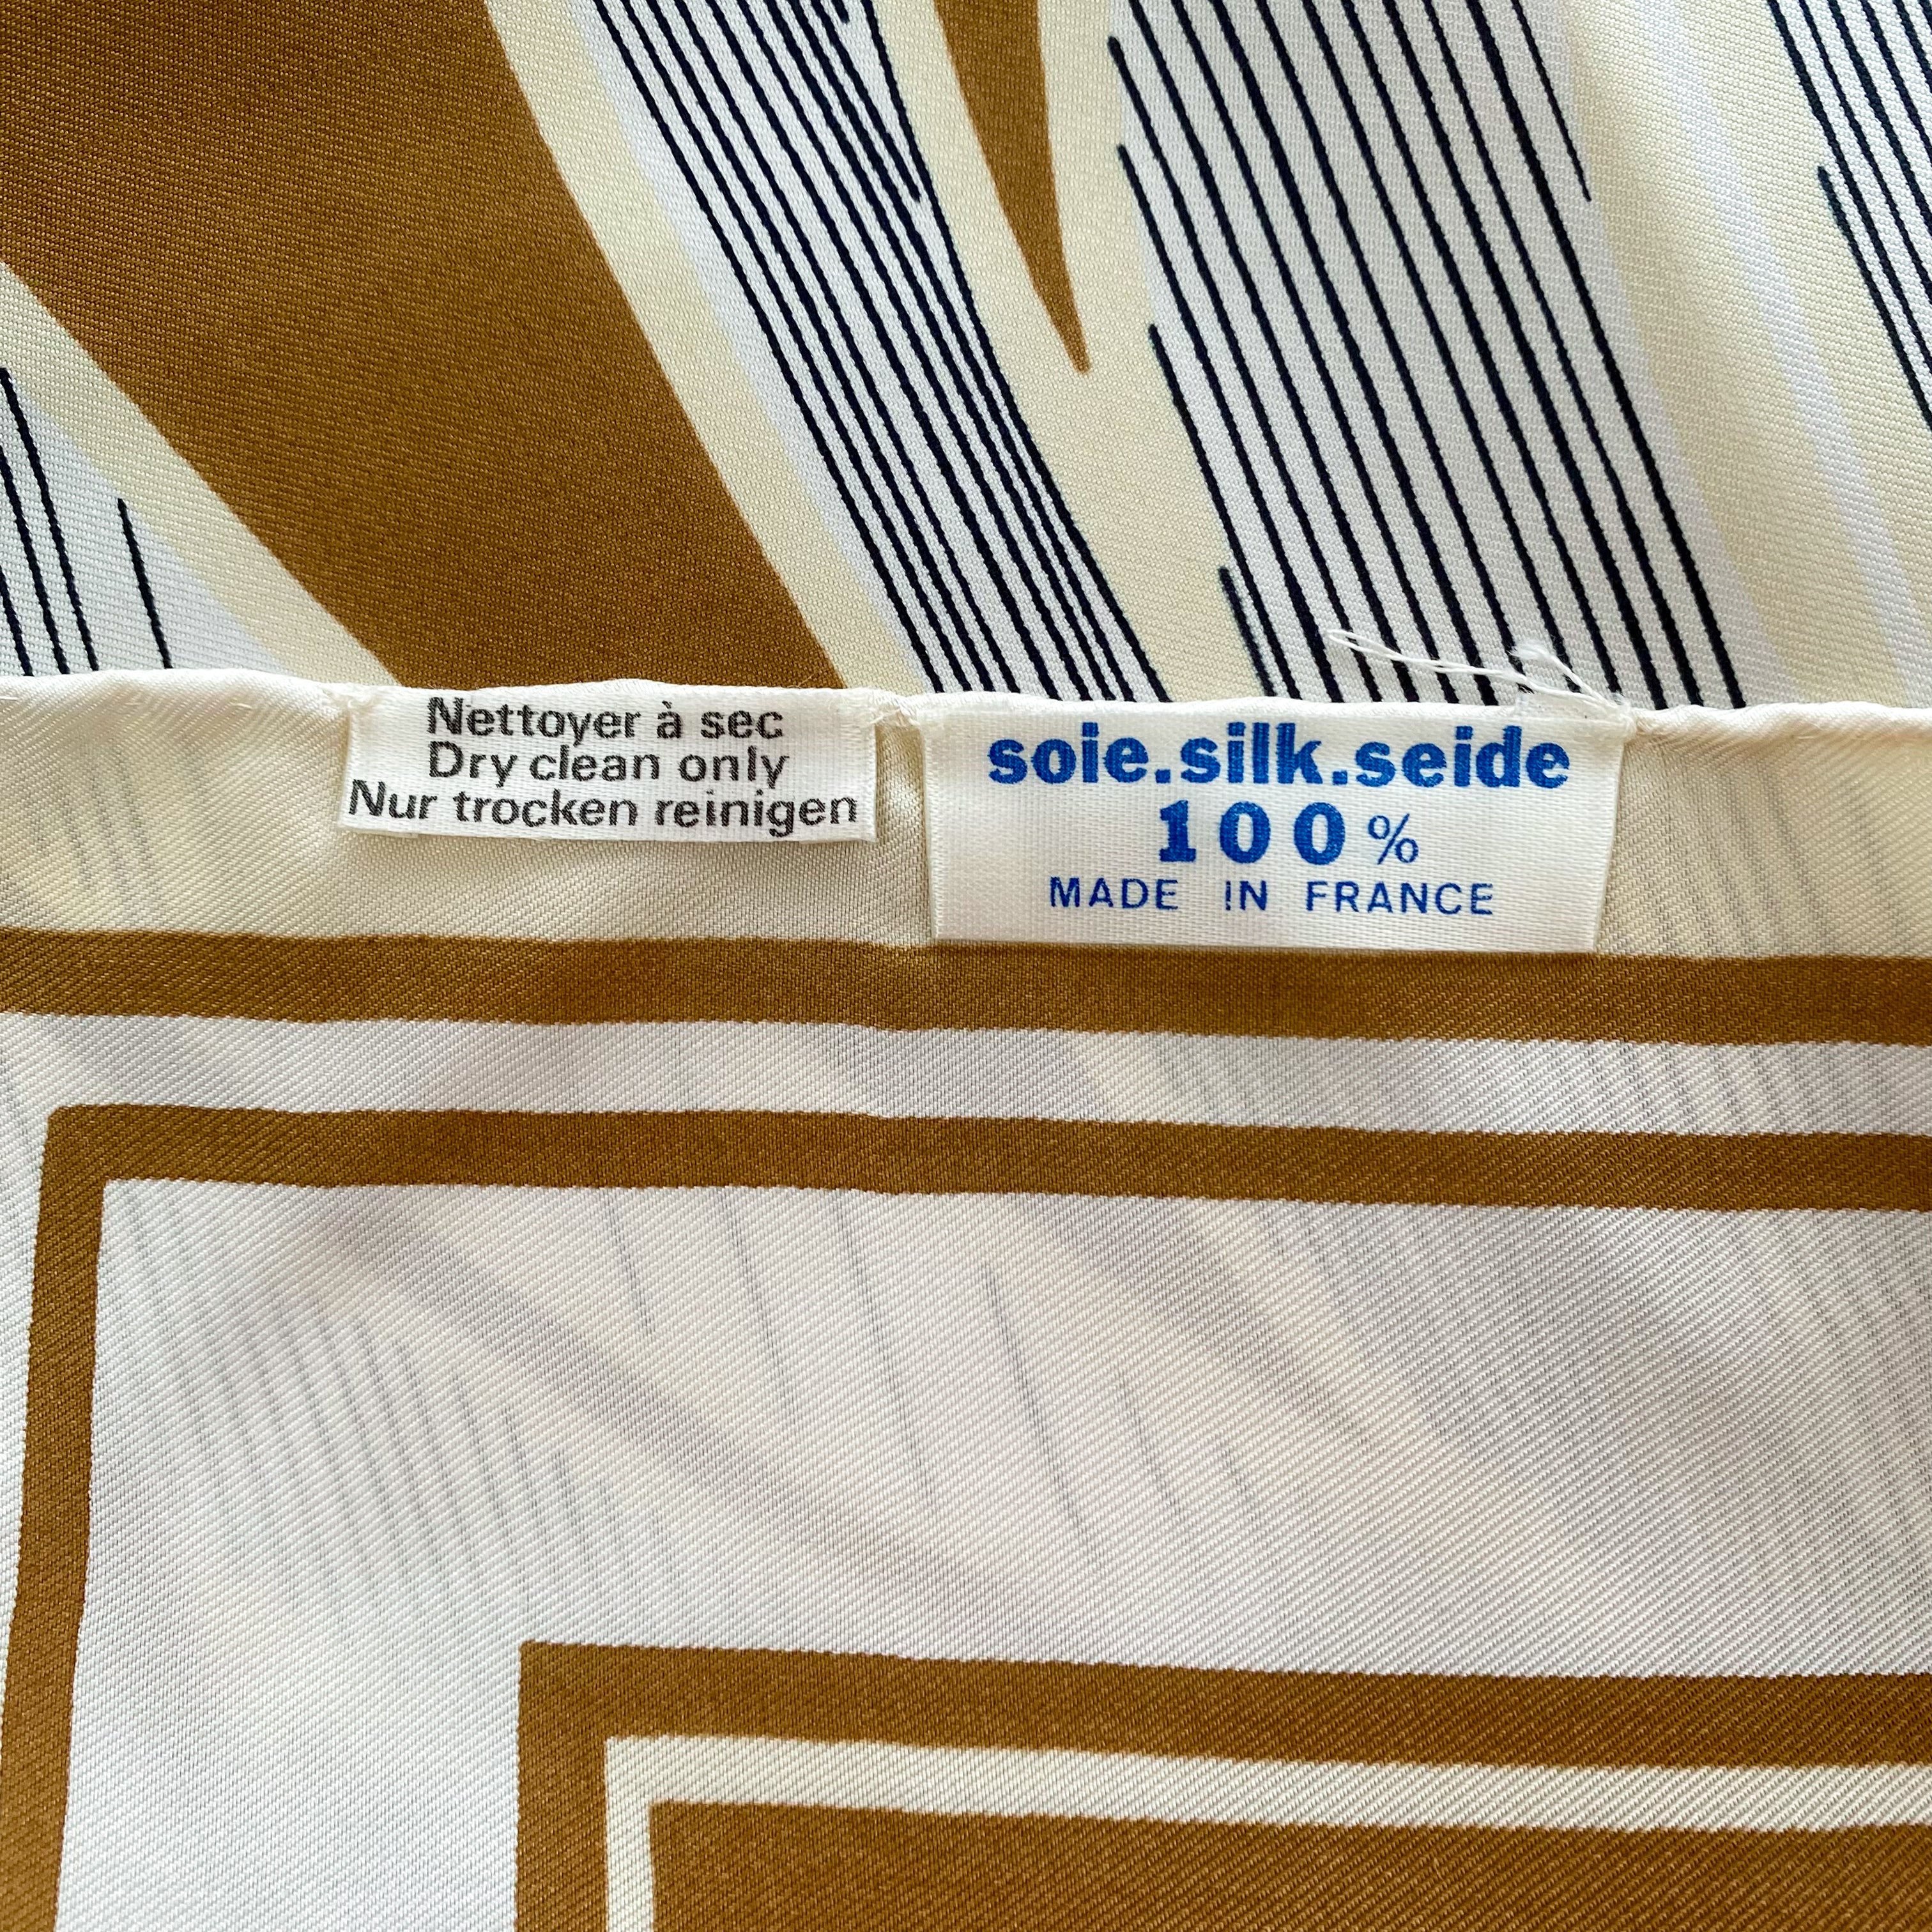 Nettoyer à sec
Dry clean only
Nur trocken reinigen
soie.silk.seide
100%
MADE IN FRANCE